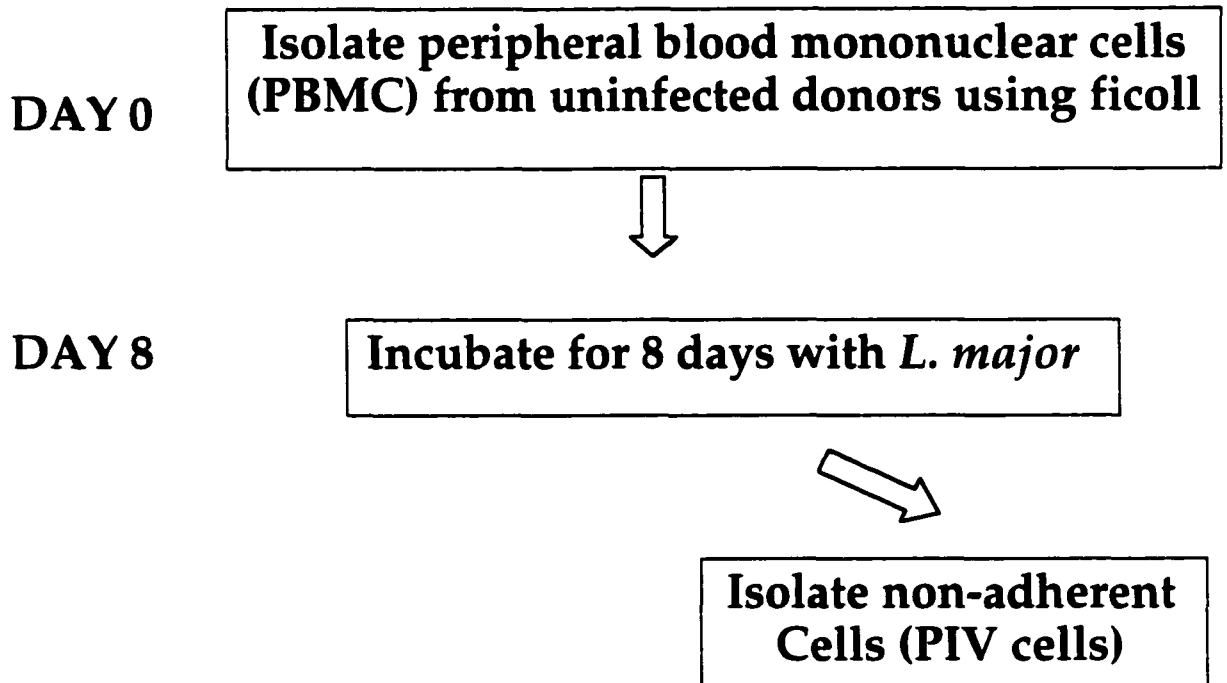 Isolate peripheral blood mononuclear cells
(PBMC) from uninfected donors using ficoll
DAY 0
DAY 8
Incubate for 8 days with L. major
Isolate non-adherent
Cells (PIV cells)